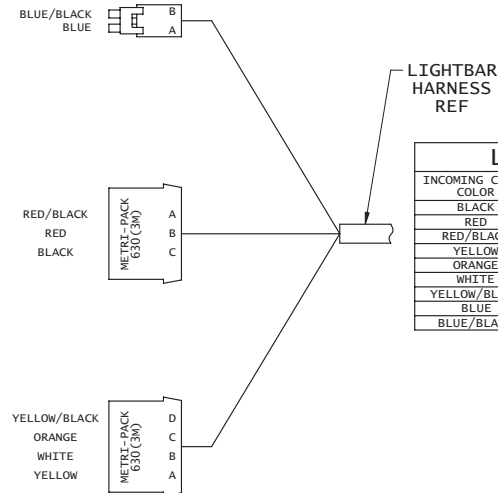 BLUE/BLACK B
BLUE A
LIGHTBAR
HARNESS
REF
RED/BLACK A
RED B
BLACK C
METRI-PACK
630(3M)
INCOMING C
COLOR
BLACK
RED
RED/BLAC
YELLOW
ORANGE
WHITE
YELLOW/BL
BLUE
BLUE/BLA
YELLOW/BLACK D
ORANGE C
WHITE B
YELLOW A
METRI-PACK
630(3M)